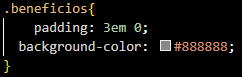 .beneficios{
padding: 3em 0;
background-color: #888888;
}